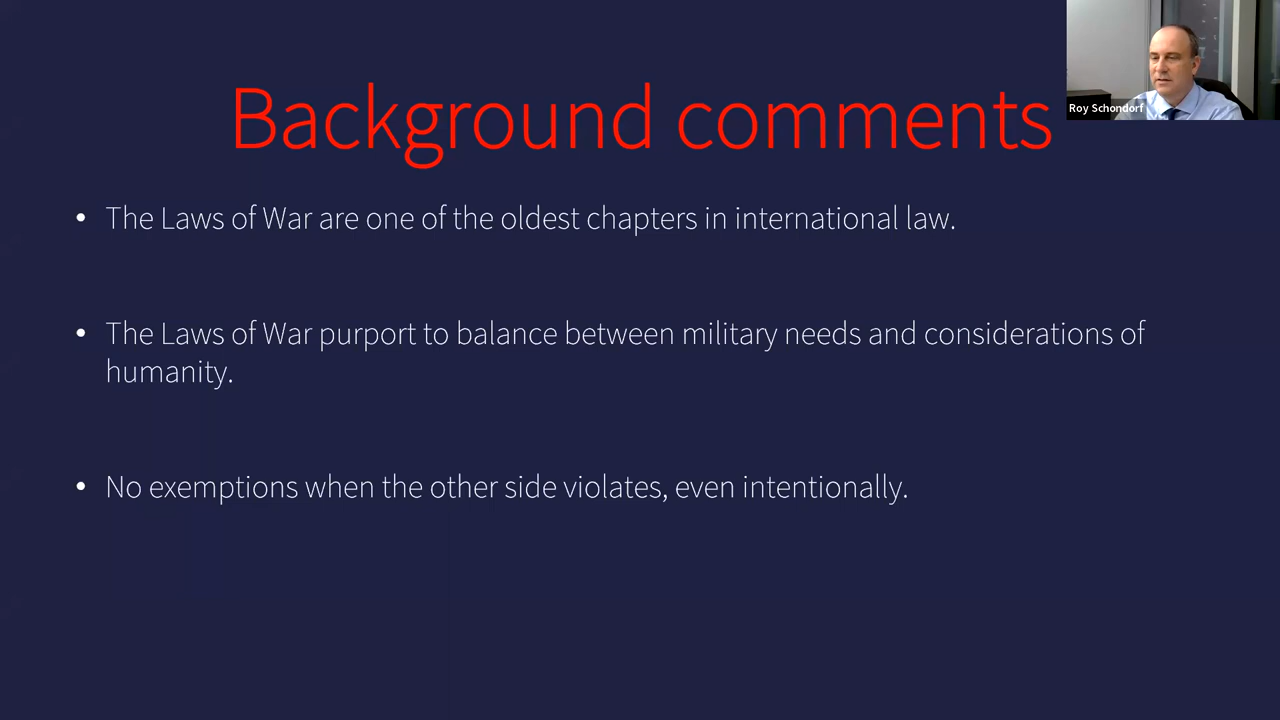 Background comments
Roy Schondorf
• The Laws of War are one of the oldest chapters in international law.
• The Laws of War purport to balance between military needs and considerations of
humanity.
• No exemptions when the other side violates, even intentionally.